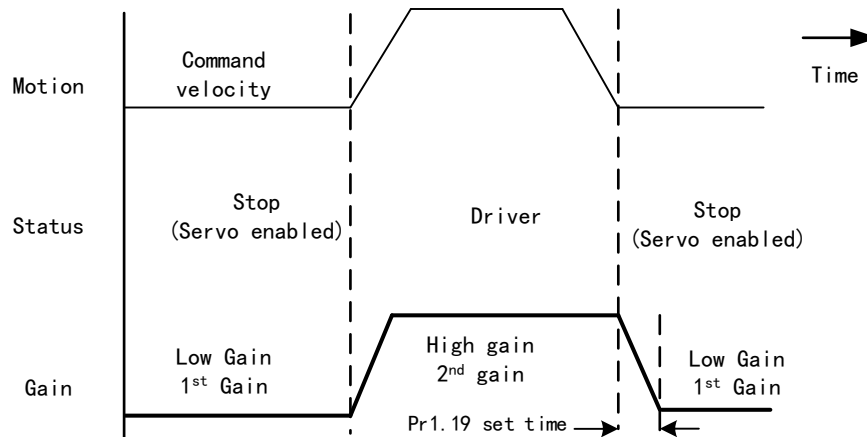 Command
velocity
Motion
Time
Status
Stop
(Servo enabled)
Driver
Stop
(Servo enabled)
Gain
Low Gain
1st Gain
High gain
2nd gain
Low Gain
1st Gain
Pr1.19 set time